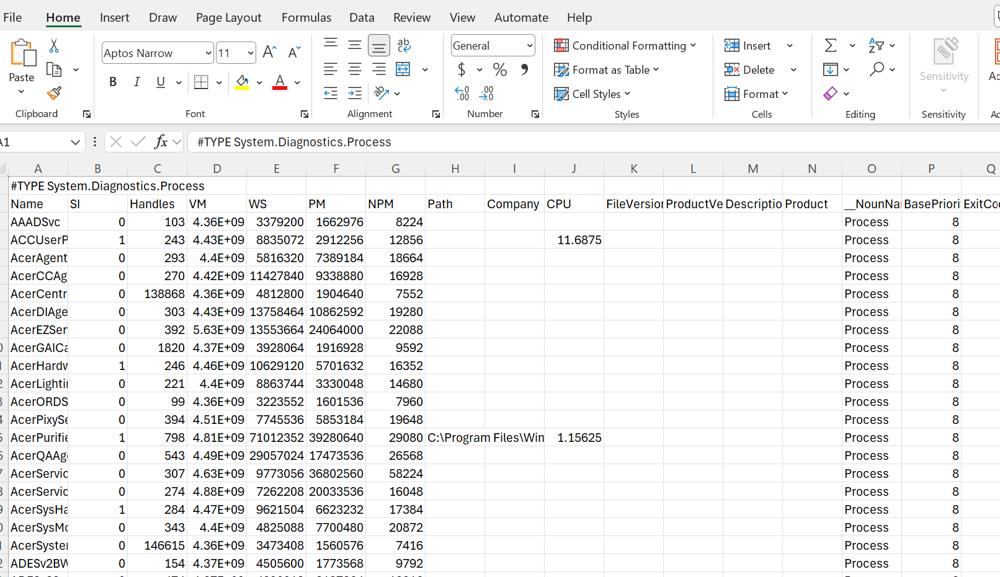 File Home Insert Draw Page Layout Formulas Data Review View Automate Help
Paste
Aptos Narrow 11
B I U
General
$ %
Conditional Formatting
Format as Table
Cell Styles
Insert
Delete
Format
Sensitivity
Clipboard Font Alignment Number Styles Cells Editing Sensitivity
A1 fx #TYPE System.Diagnostics.Process
A B C D E F G H I J K L M N O P Q
#TYPE System.Diagnostics.Process
Name SI Handles VM WS PM NPM Path Company CPU FileVersion ProductVe Descriptio Product __NounNa BasePriori ExitCo
AAADSvc 0 103 4.36E+09 3379200 1662976 8224 Process 8
ACCUserP 1 243 4.43E+09 8835072 2912256 12856 11.6875 Process 8
AcerAgent 0 293 4.4E+09 5816320 7389184 18664 Process 8
AcerCCAg 0 270 4.42E+09 11427840 9338880 16928 Process 8
AcerCentr 0 138868 4.36E+09 4812800 1904640 7552 Process 8
AcerDIAge 0 303 4.43E+09 13758464 10862592 19280 Process 8
AcerEZSer 0 392 5.63E+09 13553664 24064000 22088 Process 8
AcerGAICa 0 1820 4.37E+09 3928064 1916928 9592 Process 8
AcerHardw 1 246 4.46E+09 10629120 5701632 16352 Process 8
AcerLighti 0 221 4.4E+09 8863744 3330048 14680 Process 8
AcerORDS 0 99 4.36E+09 3223552 1601536 7960 Process 8
AcerPixySe 0 394 4.51E+09 7745536 5853184 19648 Process 8
AcerPurifie 1 798 4.81E+09 71012352 39280640 29080 C:\Program Files\Win 1.15625 Process 8
AcerQAAg 0 543 4.49E+09 29057024 17473536 26568 Process 8
AcerServic 0 307 4.63E+09 9773056 36802560 58224 Process 8
AcerServic 0 274 4.88E+09 7262208 20033536 16048 Process 8
AcerSysHa 1 284 4.47E+09 9621504 6623232 17384 Process 8
AcerSysMo 0 343 4.4E+09 4825088 7700480 20872 Process 8
AcerSyster 0 146615 4.36E+09 3473408 1560576 7416 Process 8
ADESv2BW 0 154 4.37E+09 4505600 1773568 9792 Process 8